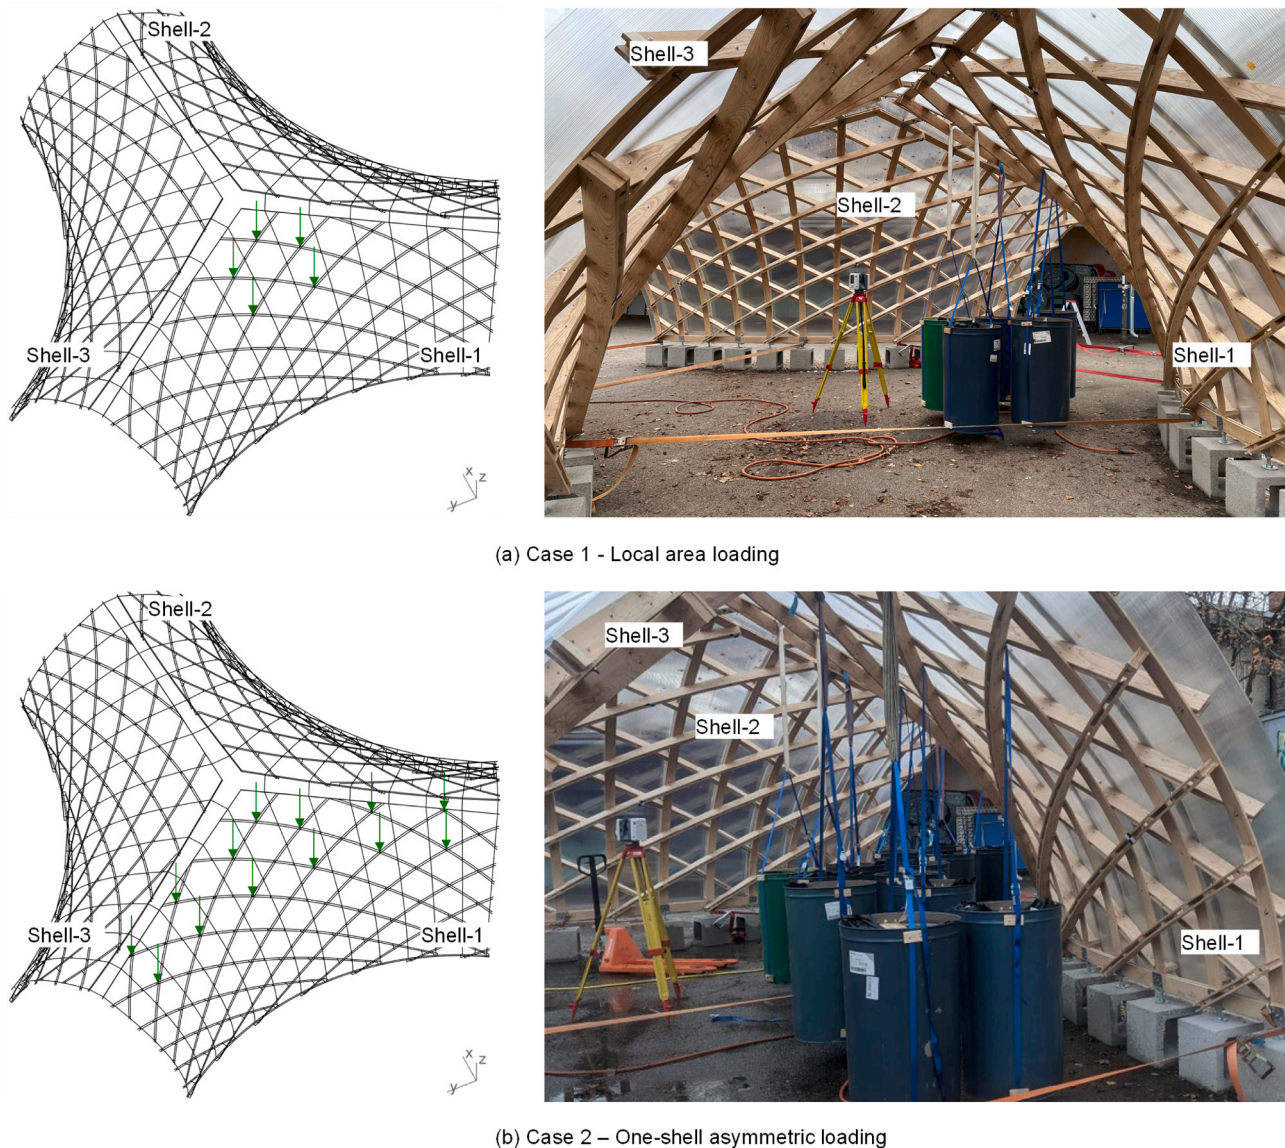 Shell-2
Shell-3
Shell-1
x
z
y
Shell-3
Shell-2
Shell-1
(a) Case 1 - Local area loading
Shell-2
Shell-3
Shell-1
x
z
y
Shell-3
Shell-2
Shell-1
(b) Case 2 – One-shell asymmetric loading